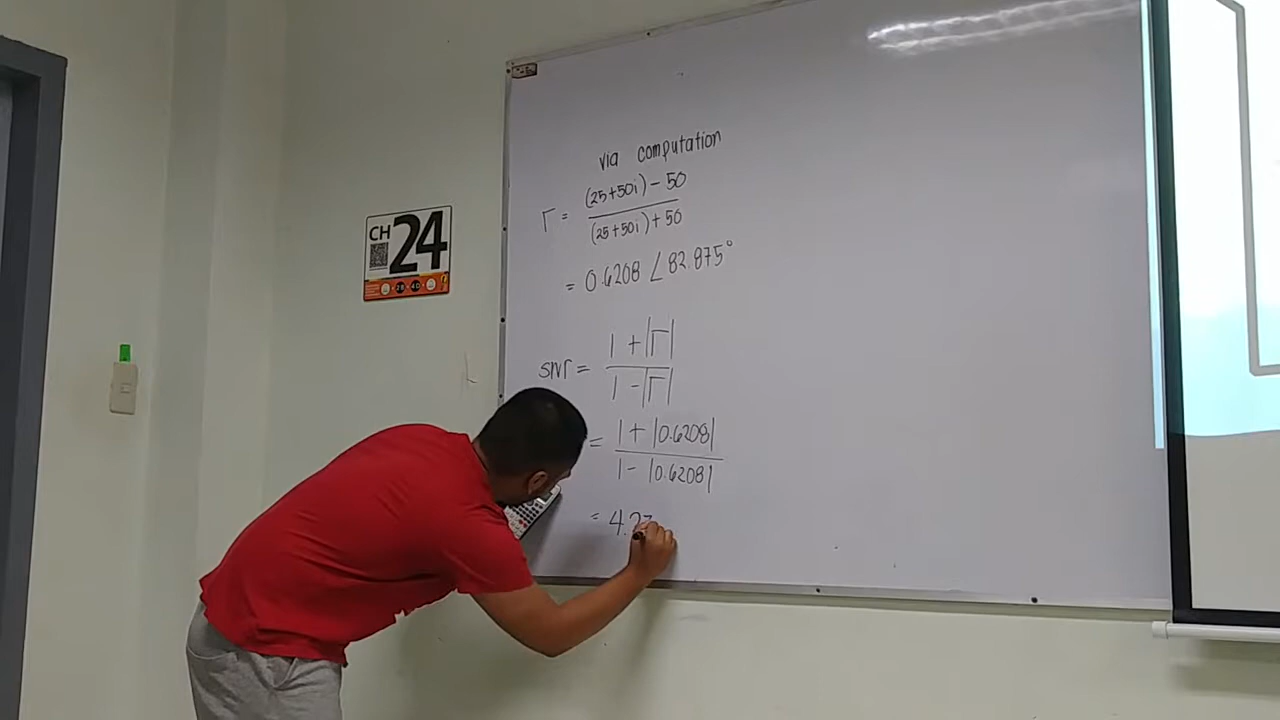 via computation
Γ = (25+50i) - 50
(25+50i) + 50
= 0.6208 ∠ 82.875°
swr = 1 + |Γ|
1 - |Γ|
= 1 + |0.6208|
1 - |0.6208|
= 4.27
CH
24